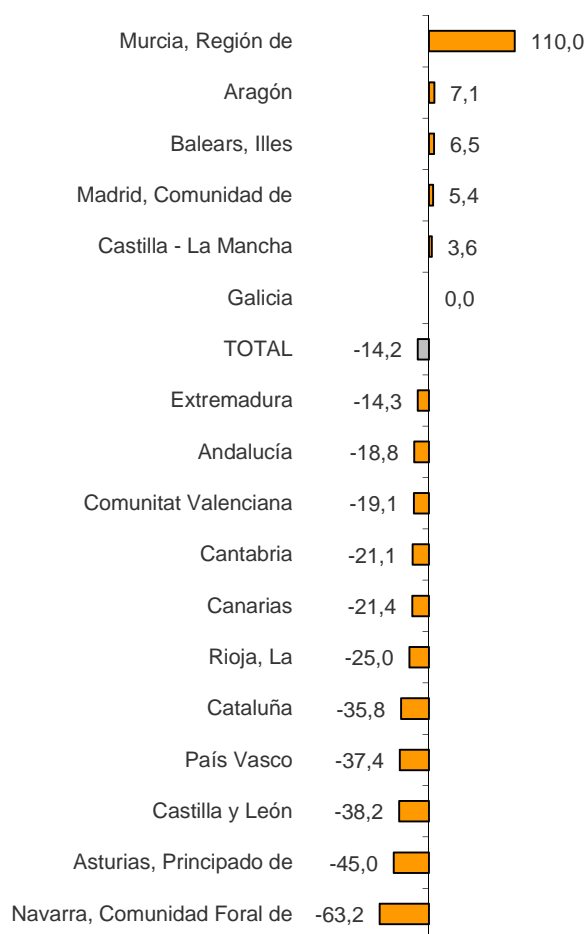 Murcia, Región de 110,0
Aragón 7,1
Balears, Illes 6,5
Madrid, Comunidad de 5,4
Castilla - La Mancha 3,6
Galicia 0,0
TOTAL -14,2
Extremadura -14,3
Andalucía -18,8
Comunitat Valenciana -19,1
Cantabria -21,1
Canarias -21,4
Rioja, La -25,0
Cataluña -35,8
País Vasco -37,4
Castilla y León -38,2
Asturias, Principado de -45,0
Navarra, Comunidad Foral de -63,2